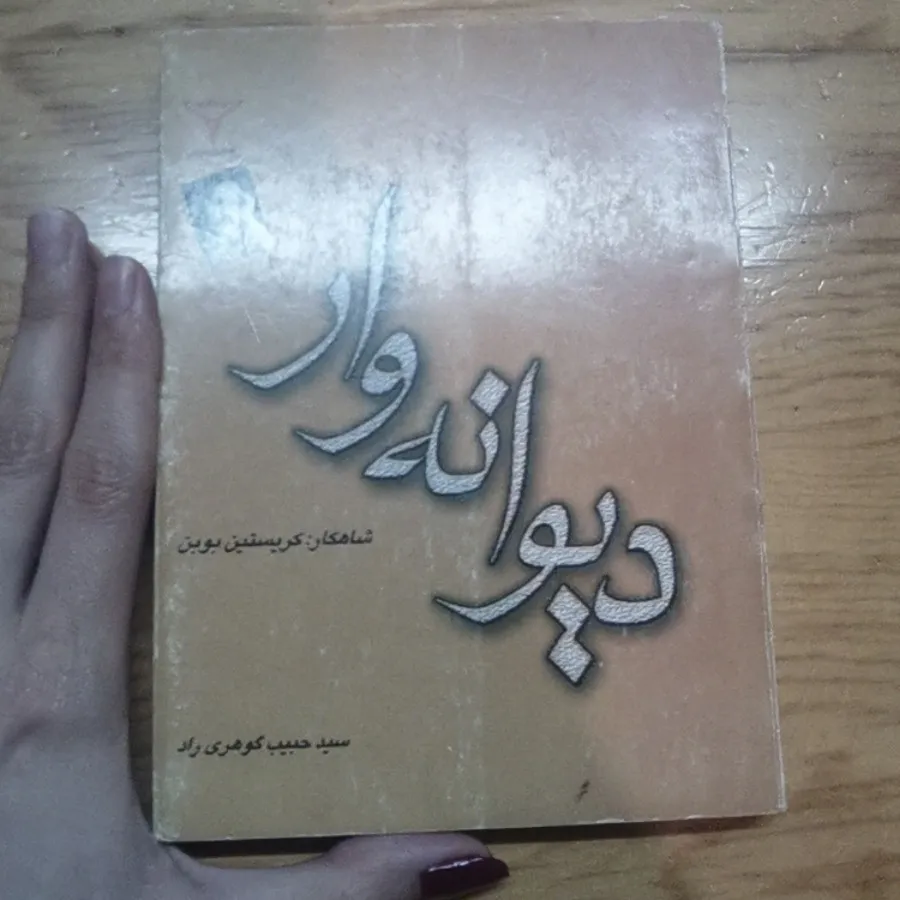 دیوانه وار
شاهکار: کریستین بوبن
سید حبیب گوهری راد